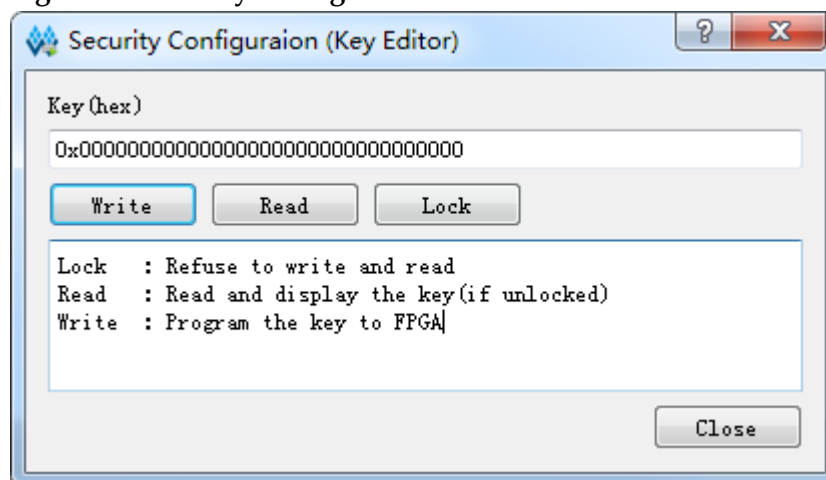 Security Configuraion (Key Editor)
Key(hex)
0x00000000000000000000000000000000
Write Read Lock
Lock : Refuse to write and read
Read : Read and display the key(if unlocked)
Write : Program the key to FPGA
Close